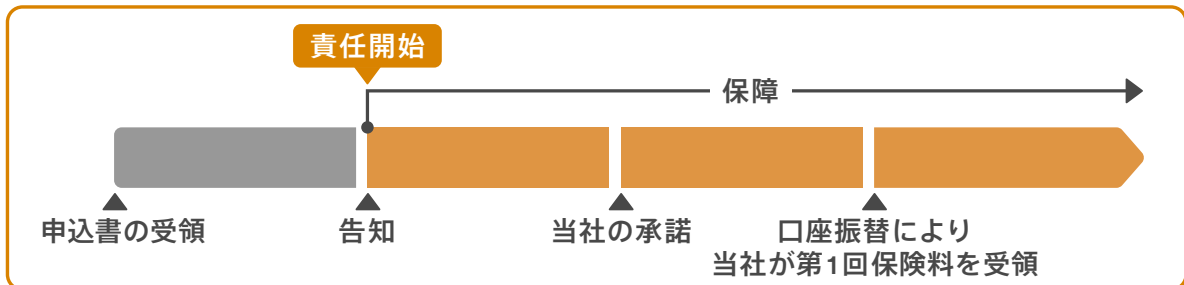 責任開始
保障
申込書の受領
告知
当社の承諾
口座振替により
当社が第1回保険料を受領